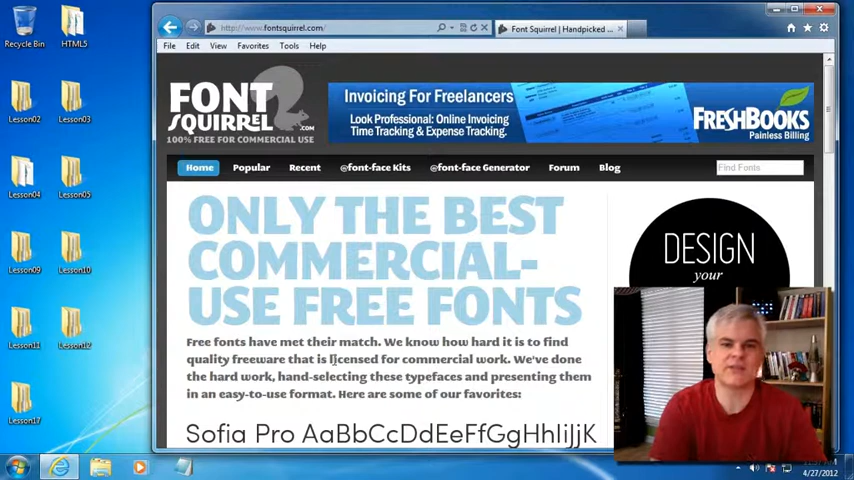 Recycle Bin
HTML5
Lesson02
Lesson03
Lesson04
Lesson05
Lesson09
Lesson10
Lesson11
Lesson12
Lesson17
http://www.fontsquirrel.com/
Font Squirrel | Handpicked ...
File Edit View Favorites Tools Help
FONT
SQUIRREL.COM
100% FREE FOR COMMERCIAL USE
Invoicing For Freelancers
Look Professional: Online Invoicing
Time Tracking & Expense Tracking.
FRESHBOOKS
Painless Billing
Home Popular Recent @font-face Kits @font-face Generator Forum Blog
Find Fonts
ONLY THE BEST
COMMERCIAL-
USE FREE FONTS
Free fonts have met their match. We know how hard it is to find
quality freeware that is licensed for commercial work. We've done
the hard work, hand-selecting these typefaces and presenting them
in an easy-to-use format. Here are some of our favorites:
Sofia Pro AaBbCcDdEeFfGgHhIiJjK
DESIGN
your
4/27/2012